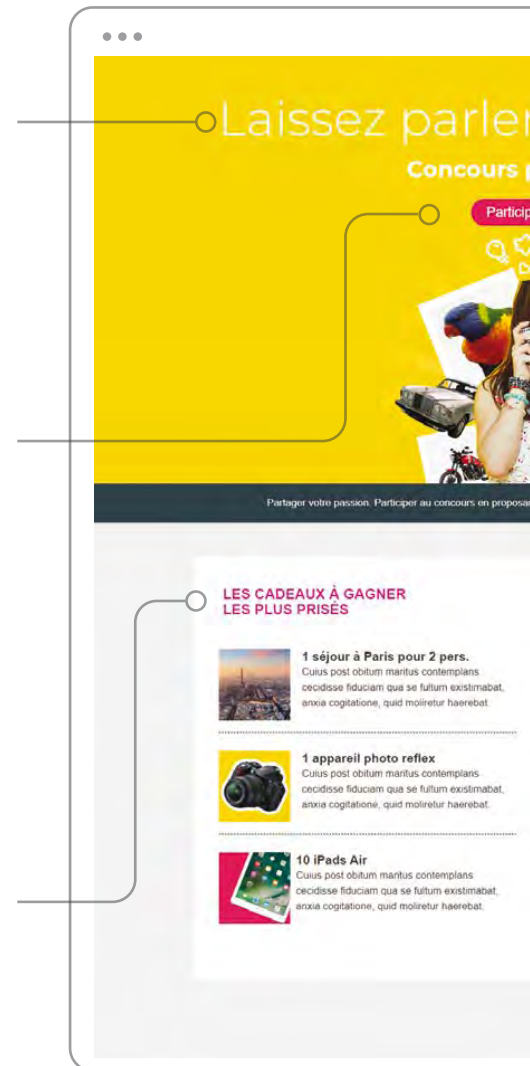 Laissez parler
Concours
Particip
Partager votre passion. Participer au concours en proposan
LES CADEAUX À GAGNER
LES PLUS PRISÉS
1 séjour à Paris pour 2 pers.
Cuius post obitum maritus contemplans
cecidisse fiduciam qua se fultum existimabat,
anxia cogitatione, quid moliretur haerebat.
1 appareil photo reflex
Cuius post obitum maritus contemplans
cecidisse fiduciam qua se fultum existimabat,
anxia cogitatione, quid moliretur haerebat.
10 iPads Air
Cuius post obitum maritus contemplans
cecidisse fiduciam qua se fultum existimabat,
anxia cogitatione, quid moliretur haerebat.